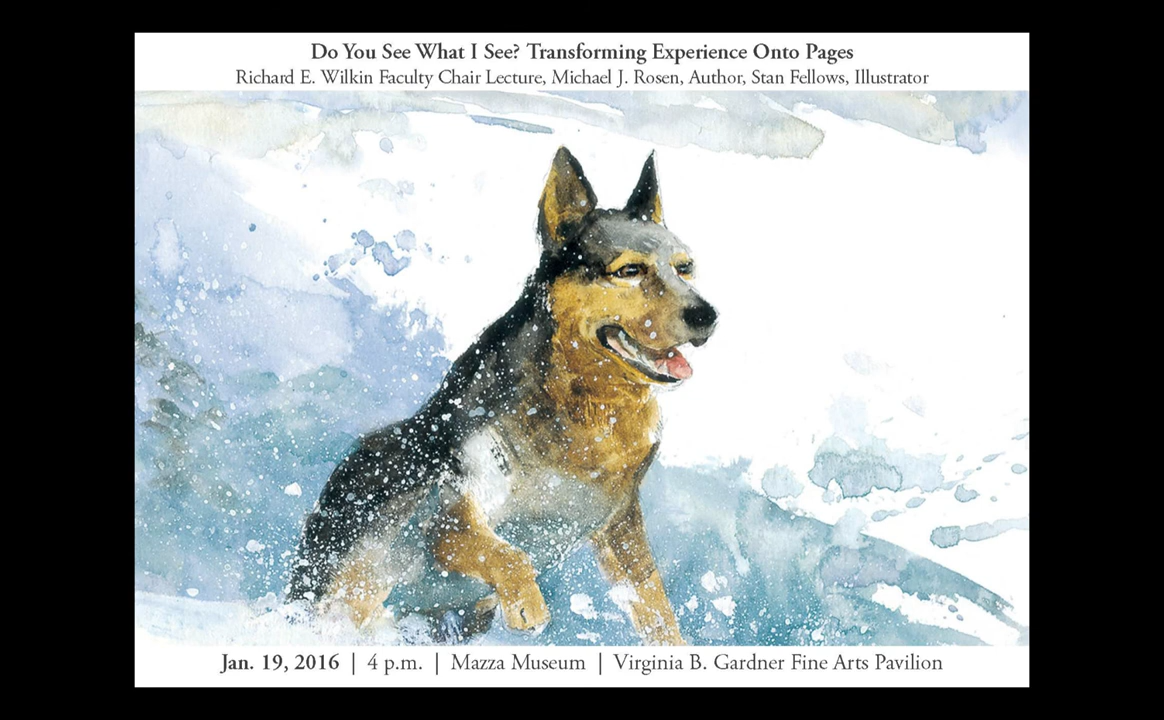 Do You See What I See? Transforming Experience Onto Pages
Richard E. Wilkin Faculty Chair Lecture, Michael J. Rosen, Author, Stan Fellows, Illustrator
Jan. 19, 2016 | 4 p.m. | Mazza Museum | Virginia B. Gardner Fine Arts Pavilion